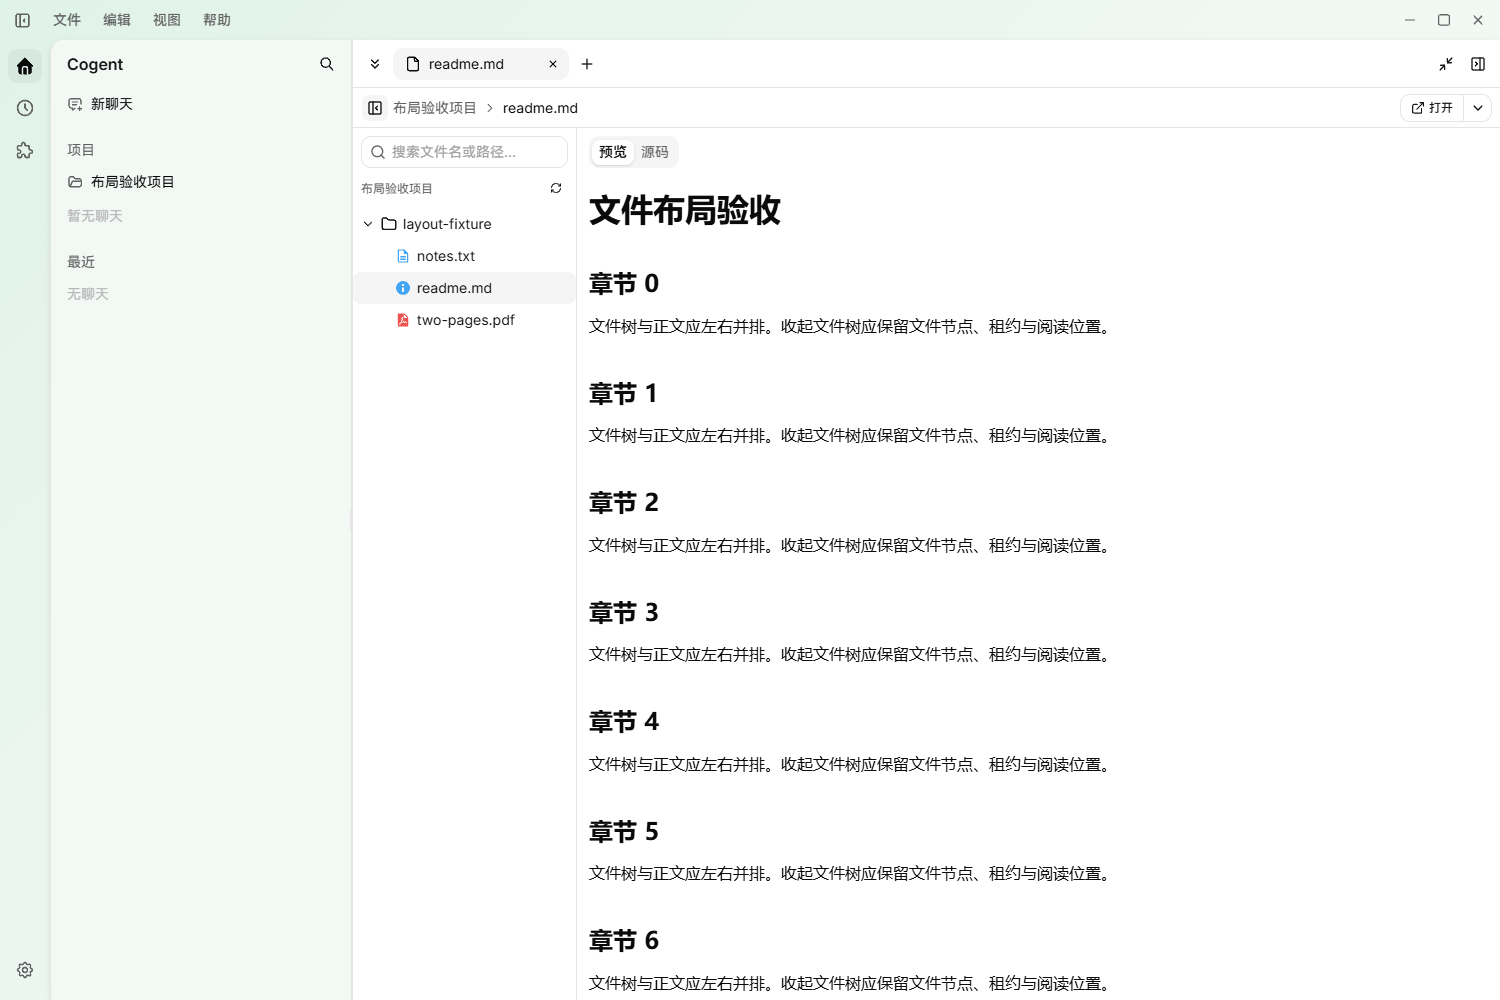 文件 编辑 视图 帮助
Cogent
新聊天
项目
布局验收项目
暂无聊天
最近
无聊天
readme.md
布局验收项目 readme.md
打开
搜索文件名或路径...
布局验收项目
layout-fixture
notes.txt
readme.md
two-pages.pdf
预览 源码
文件布局验收
章节 0
文件树与正文应左右并排。收起文件树应保留文件节点、租约与阅读位置。
章节 1
文件树与正文应左右并排。收起文件树应保留文件节点、租约与阅读位置。
章节 2
文件树与正文应左右并排。收起文件树应保留文件节点、租约与阅读位置。
章节 3
文件树与正文应左右并排。收起文件树应保留文件节点、租约与阅读位置。
章节 4
文件树与正文应左右并排。收起文件树应保留文件节点、租约与阅读位置。
章节 5
文件树与正文应左右并排。收起文件树应保留文件节点、租约与阅读位置。
章节 6
文件树与正文应左右并排。收起文件树应保留文件节点、租约与阅读位置。